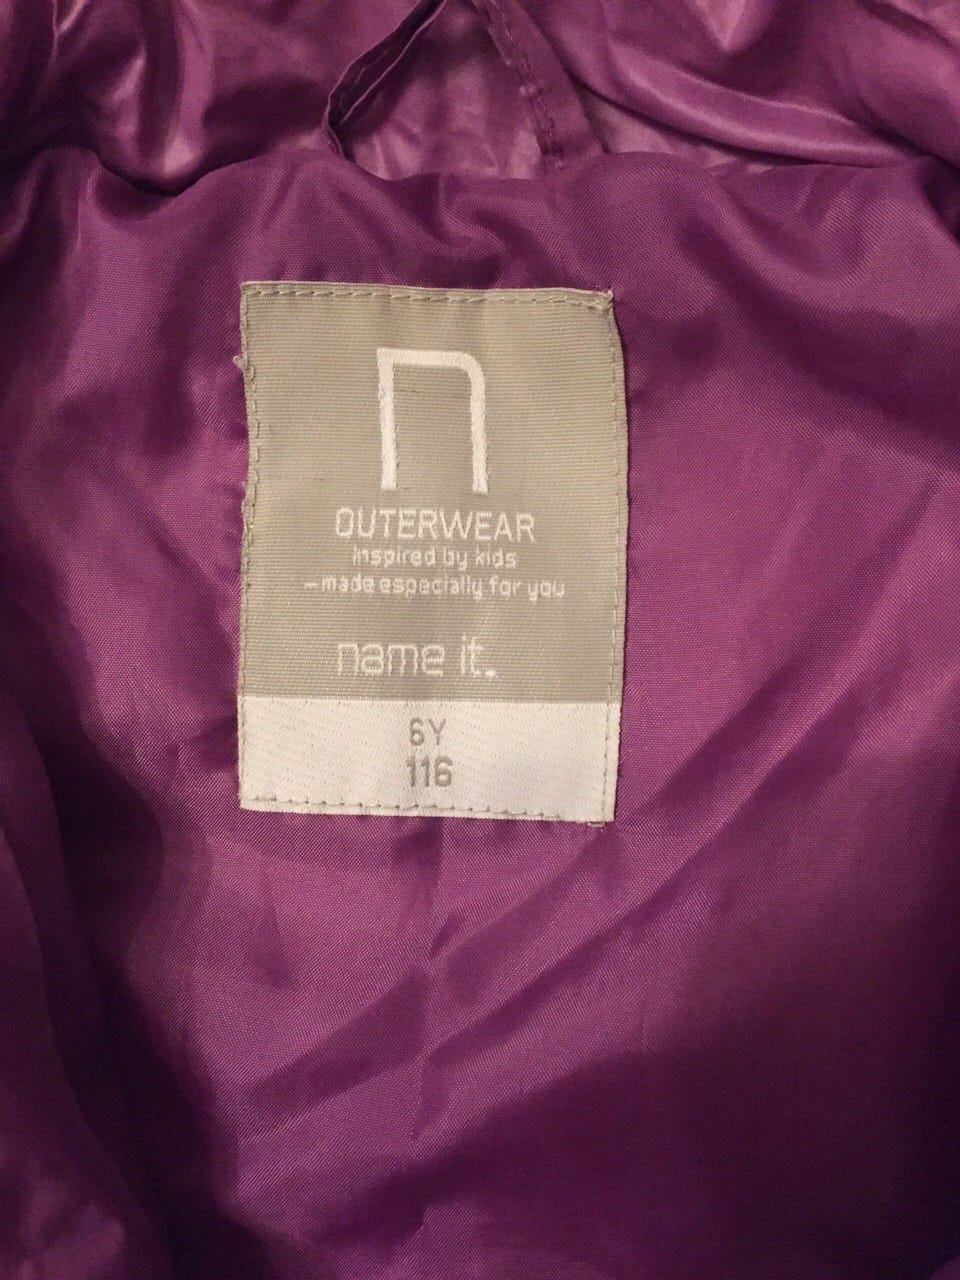 n
OUTERWEAR
inspired by kids
—made especially for you
name it.
6Y
116